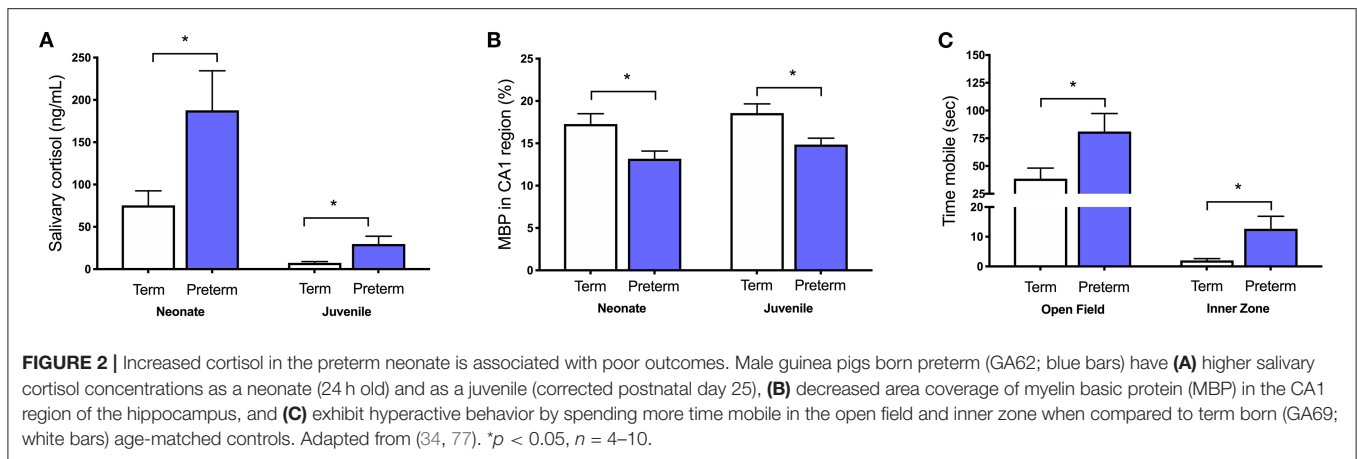 A
*
Salivary cortisol (ng/mL)
250
200
150
100
50
0
Term Preterm Term Preterm
Neonate Juvenile
B
*
*
MBP in CA1 region (%)
25
20
15
10
5
0
Term Preterm Term Preterm
Neonate Juvenile
C
*
*
Time mobile (sec)
150
125
100
75
50
25
20
10
0
Term Preterm Term Preterm
Open Field Inner Zone
FIGURE 2 | Increased cortisol in the preterm neonate is associated with poor outcomes. Male guinea pigs born preterm (GA62; blue bars) have (A) higher salivary
cortisol concentrations as a neonate (24 h old) and as a juvenile (corrected postnatal day 25), (B) decreased area coverage of myelin basic protein (MBP) in the CA1
region of the hippocampus, and (C) exhibit hyperactive behavior by spending more time mobile in the open field and inner zone when compared to term born (GA69;
white bars) age-matched controls. Adapted from (34, 77). *p < 0.05, n = 4–10.